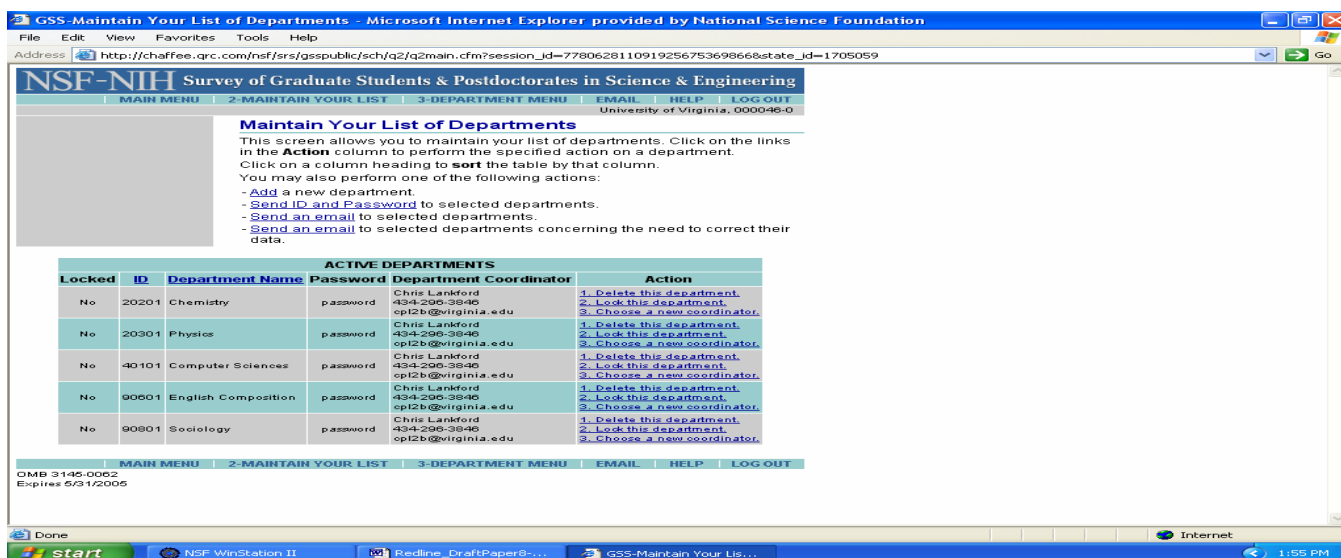 GSS-Maintain Your List of Departments - Microsoft Internet Explorer provided by National Science Foundation
File Edit View Favorites Tools Help
Address http://chaffee.qrc.com/nsf/srs/gsspublic/sch/q2/q2main.cfm?session_id=7780628110919256753698668&state_id=1705059 Go
NSF-NIH Survey of Graduate Students & Postdoctorates in Science & Engineering
MAIN MENU | 2-MAINTAIN YOUR LIST | 3-DEPARTMENT MENU | EMAIL | HELP | LOG OUT
University of Virginia, 000046-0
Maintain Your List of Departments
This screen allows you to maintain your list of departments. Click on the links
in the Action column to perform the specified action on a department.
Click on a column heading to sort the table by that column.
You may also perform one of the following actions:
- Add a new department.
- Send ID and Password to selected departments.
- Send an email to selected departments.
- Send an email to selected departments concerning the need to correct their
data.
ACTIVE DEPARTMENTS
Locked ID Department Name Password Department Coordinator Action
No 20201 Chemistry password Chris Lankford 1. Delete this department.
434-296-3846 2. Lock this department.
cpl2b@virginia.edu 3. Choose a new coordinator.
No 20301 Physics password Chris Lankford 1. Delete this department.
434-296-3846 2. Lock this department.
cpl2b@virginia.edu 3. Choose a new coordinator.
No 40101 Computer Sciences password Chris Lankford 1. Delete this department.
434-296-3846 2. Lock this department.
cpl2b@virginia.edu 3. Choose a new coordinator.
No 90601 English Composition password Chris Lankford 1. Delete this department.
434-296-3846 2. Lock this department.
cpl2b@virginia.edu 3. Choose a new coordinator.
No 90801 Sociology password Chris Lankford 1. Delete this department.
434-296-3846 2. Lock this department.
cpl2b@virginia.edu 3. Choose a new coordinator.
MAIN MENU | 2-MAINTAIN YOUR LIST | 3-DEPARTMENT MENU | EMAIL | HELP | LOG OUT
OMB 3145-0062
Expires 5/31/2005
Done Internet
start NSF WinStation II Redline_DraftPaper8-... GSS-Maintain Your Lis... 1:55 PM